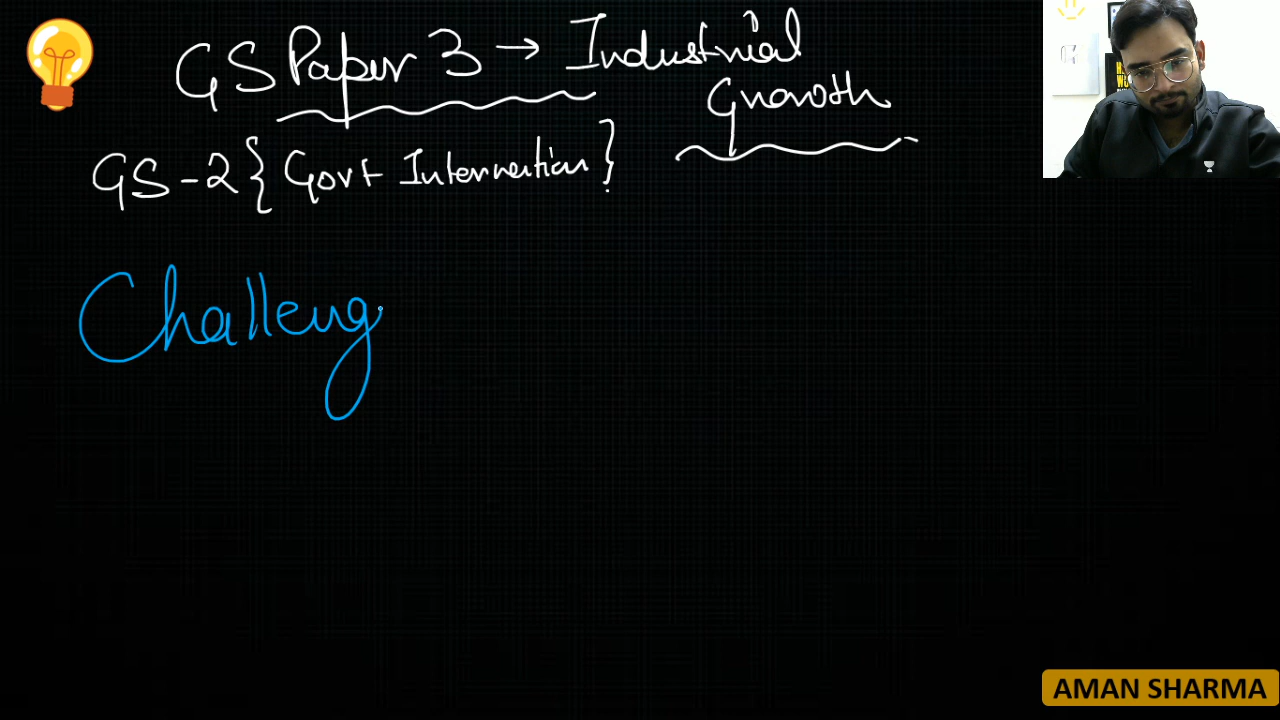 GS Paper 3 → Industrial
Growth
GS-2 { Govt Intervention }
Challeng
AMAN SHARMA